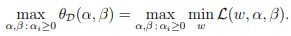 max_{α,β : α_i≥0} θ_𝒟(α, β) = max_{α,β : α_i≥0} min_w ℒ(w, α, β).